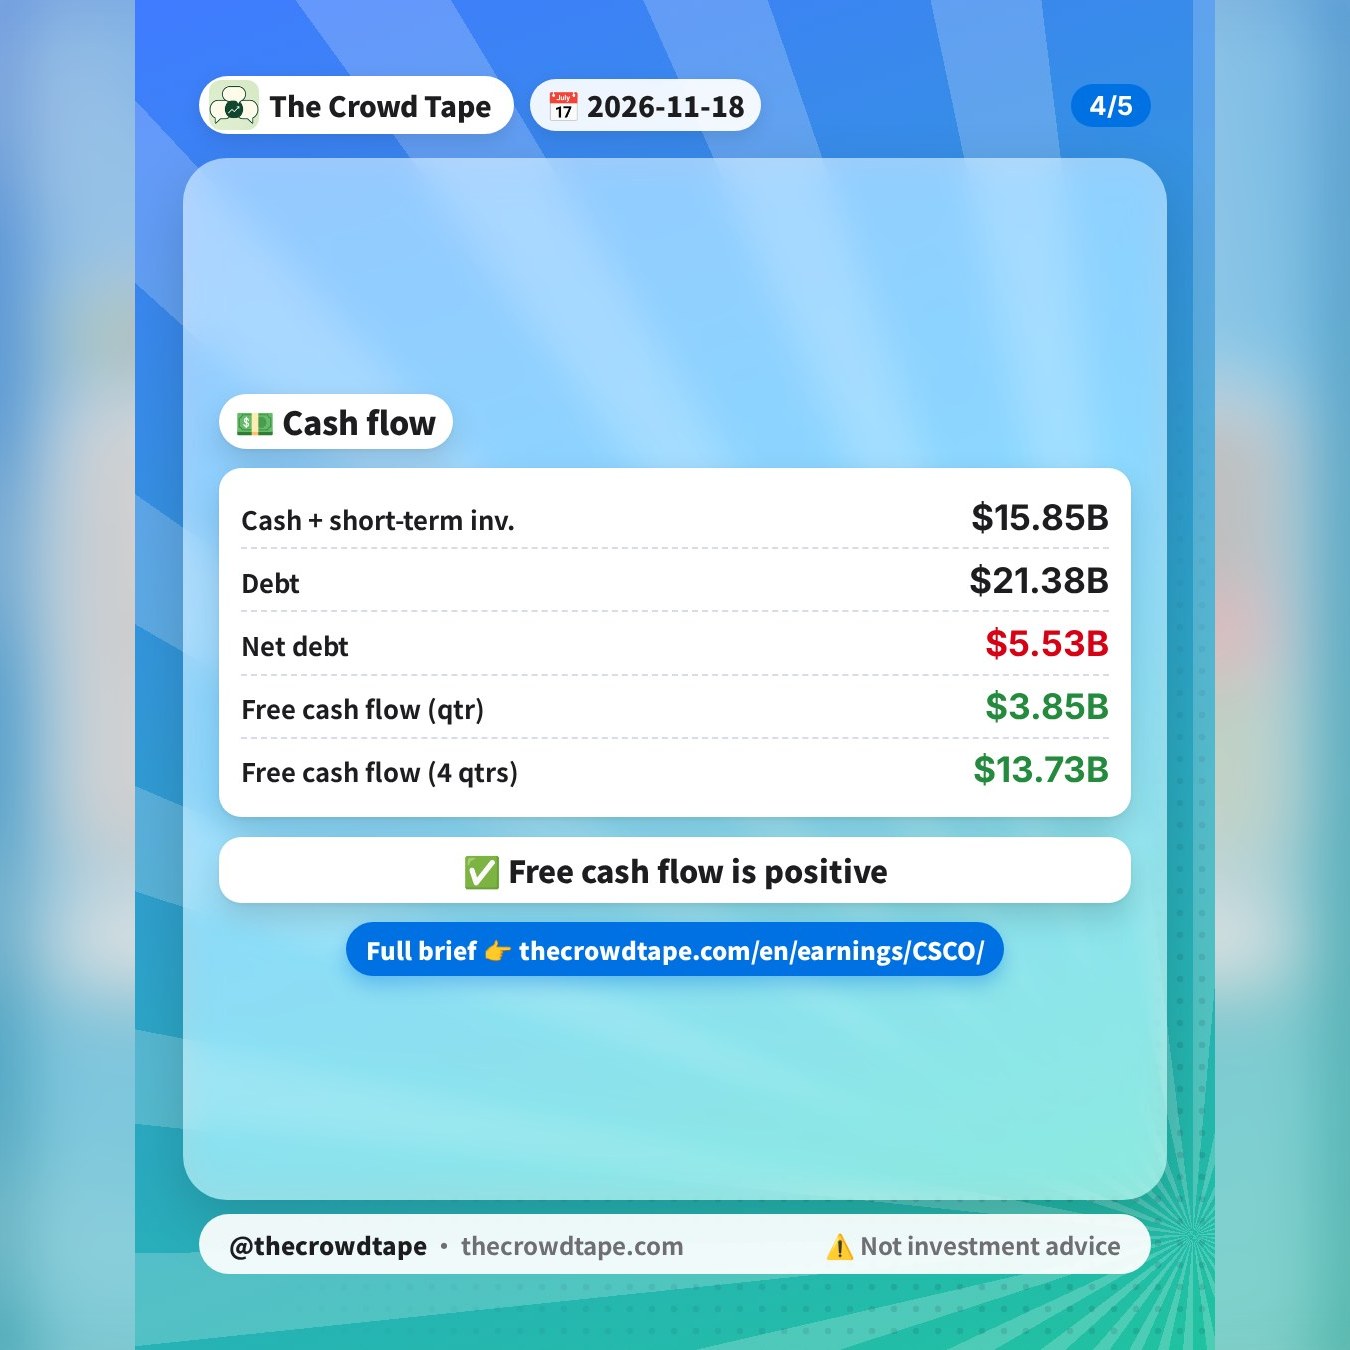 The Crowd Tape
📅 2026-11-18
4/5
💵 Cash flow
Cash + short-term inv. $15.85B
Debt $21.38B
Net debt $5.53B
Free cash flow (qtr) $3.85B
Free cash flow (4 qtrs) $13.73B
✅ Free cash flow is positive
Full brief 👉 thecrowdtape.com/en/earnings/CSCO/
@thecrowdtape • thecrowdtape.com ⚠️ Not investment advice